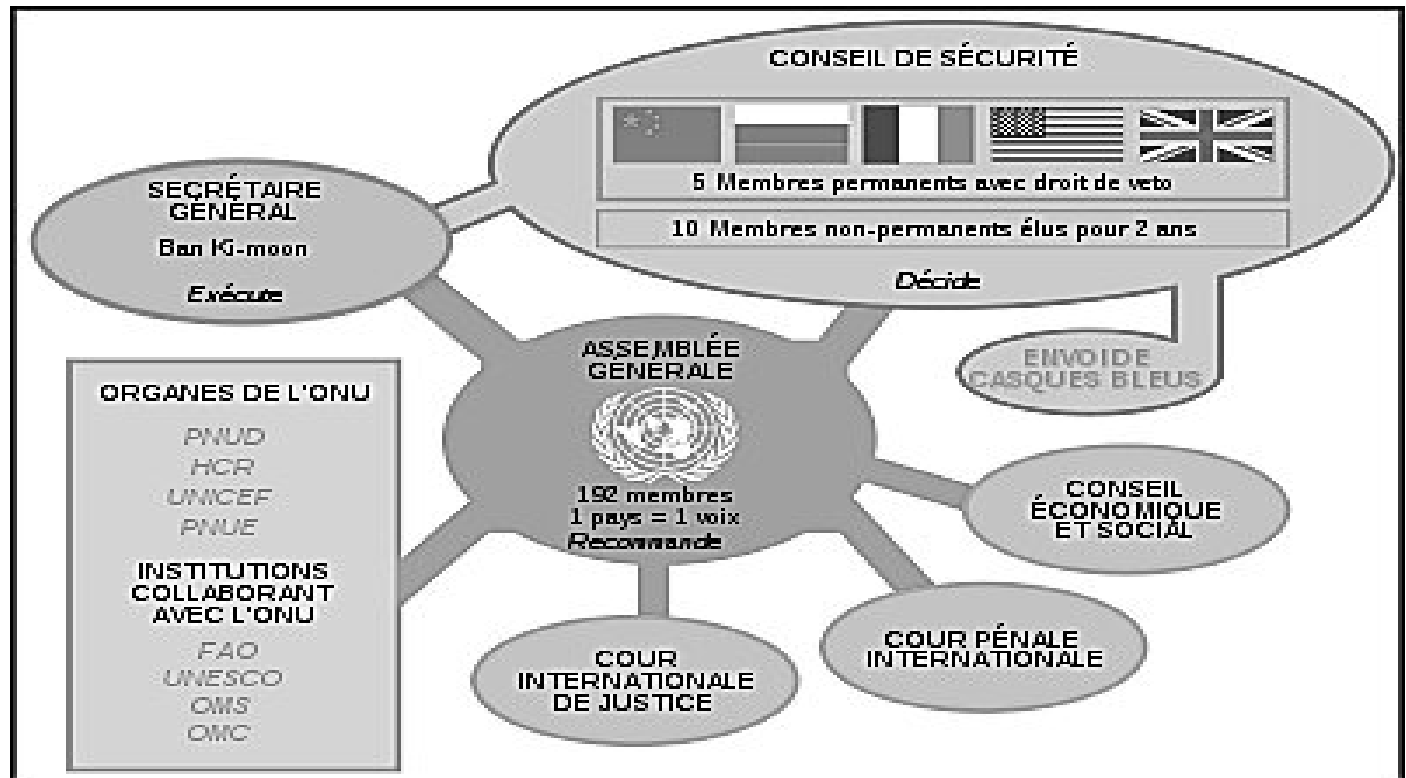 CONSEIL DE SÉCURITÉ
5 Membres permanents avec droit de veto
10 Membres non-permanents élus pour 2 ans
Décide
SECRÉTAIRE
GÉNÉRAL
Ban Ki-moon
Exécute
ENVOI DE
CASQUES BLEUS
ASSEMBLÉE
GÉNÉRALE
192 membres
1 pays = 1 voix
Recommande
ORGANES DE L'ONU
PNUD
HCR
UNICEF
PNUE
INSTITUTIONS
COLLABORANT
AVEC L'ONU
FAO
UNESCO
OMS
OMC
CONSEIL
ÉCONOMIQUE
ET SOCIAL
COUR PÉNALE
INTERNATIONALE
COUR
INTERNATIONALE
DE JUSTICE